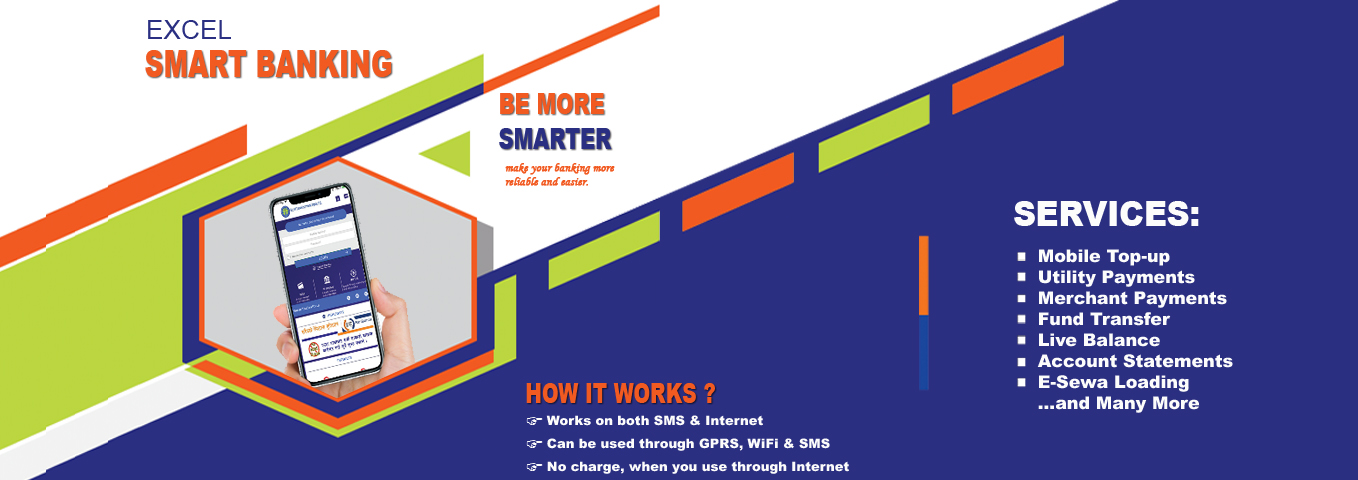 EXCEL
SMART BANKING
BE MORE
SMARTER
make your banking more
reliable and easier.
SERVICES:
Mobile Top-up
Utility Payments
Merchant Payments
Fund Transfer
Live Balance
Account Statements
E-Sewa Loading
...and Many More
HOW IT WORKS ?
Works on both SMS & Internet
Can be used through GPRS, WiFi & SMS
No charge, when you use through Internet